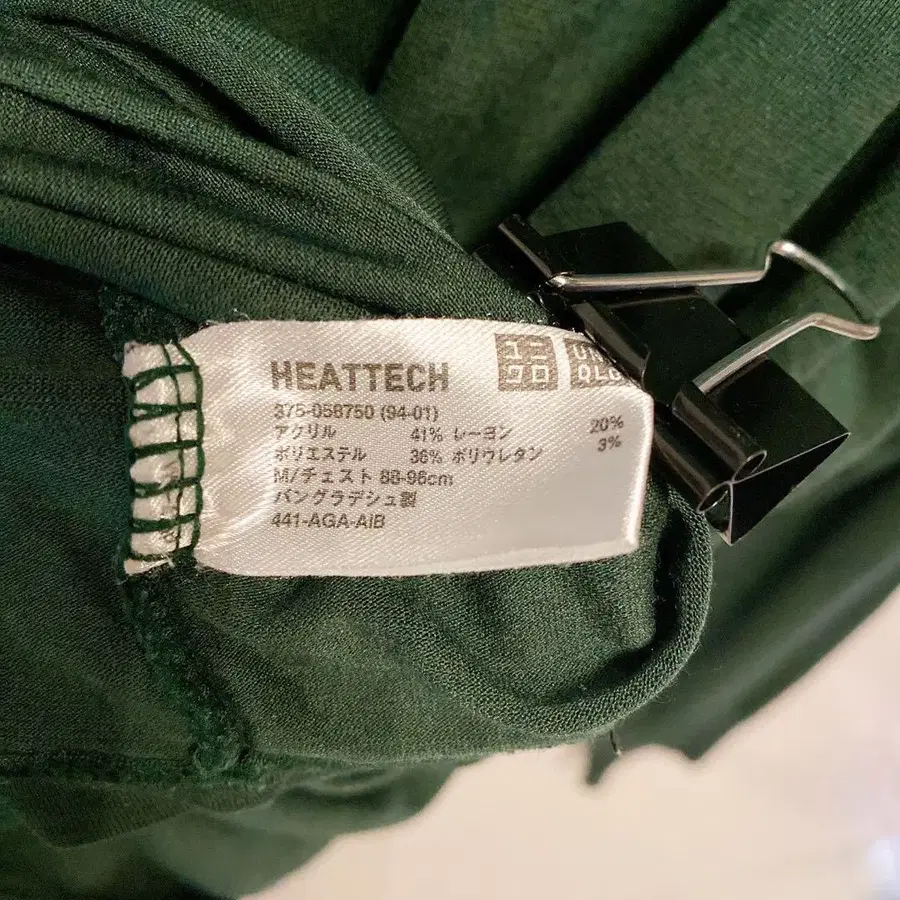 HEATTECH ユニクロ UNIQLO
375-058750 (94-01)
アクリル 41% レーヨン 20%
ポリエステル 36% ポリウレタン 3%
M/チェスト 88-96cm
バングラデシュ製
441-AGA-AIB